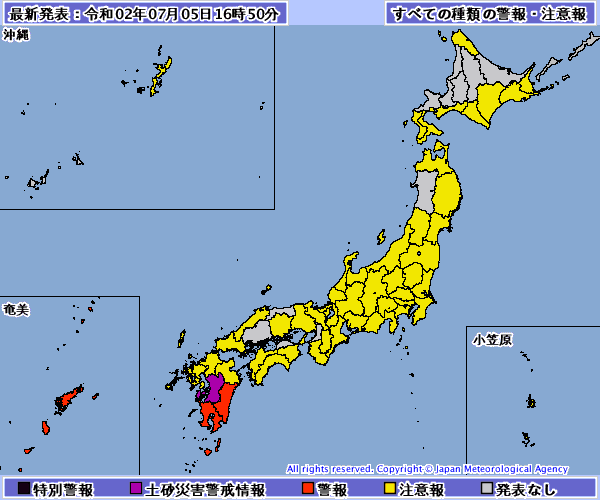 最新発表：令和02年07月05日16時50分
すべての種類の警報・注意報
沖縄
奄美
小笠原
All rights reserved. Copyright © Japan Meteorological Agency
特別警報
土砂災害警戒情報
警報
注意報
発表なし